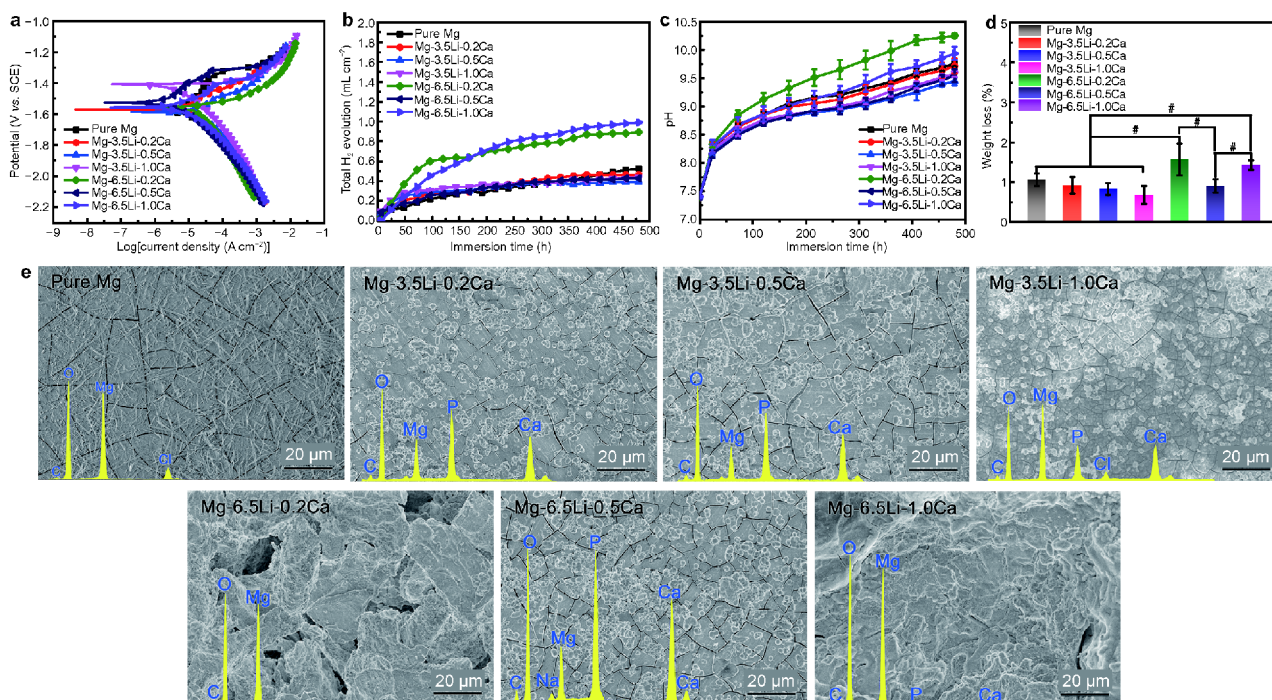 a
Potential (V vs. SCE)
-1.0
-1.2
-1.4
-1.6
-1.8
-2.0
-2.2
Pure Mg
Mg-3.5Li-0.2Ca
Mg-3.5Li-0.5Ca
Mg-3.5Li-1.0Ca
Mg-6.5Li-0.2Ca
Mg-6.5Li-0.5Ca
Mg-6.5Li-1.0Ca
-9 -8 -7 -6 -5 -4 -3 -2 -1
Log[current density (A cm⁻²)]
b
Total H₂ evolution (mL cm⁻²)
2.0
1.8
1.6
1.4
1.2
1.0
0.8
0.6
0.4
0.2
0
Pure Mg
Mg-3.5Li-0.2Ca
Mg-3.5Li-0.5Ca
Mg-3.5Li-1.0Ca
Mg-6.5Li-0.2Ca
Mg-6.5Li-0.5Ca
Mg-6.5Li-1.0Ca
0 50 100 150 200 250 300 350 400 450 500
Immersion time (h)
c
pH
10.5
10.0
9.5
9.0
8.5
8.0
7.5
7.0
Pure Mg
Mg-3.5Li-0.2Ca
Mg-3.5Li-0.5Ca
Mg-3.5Li-1.0Ca
Mg-6.5Li-0.2Ca
Mg-6.5Li-0.5Ca
Mg-6.5Li-1.0Ca
0 100 200 300 400 500
Immersion time (h)
d
Weight loss (%)
5
4
3
2
1
0
Pure Mg
Mg-3.5Li-0.2Ca
Mg-3.5Li-0.5Ca
Mg-3.5Li-1.0Ca
Mg-6.5Li-0.2Ca
Mg-6.5Li-0.5Ca
Mg-6.5Li-1.0Ca
#
#
#
#
e
Pure Mg
O
Mg
C
Cl
20 μm
Mg-3.5Li-0.2Ca
O
P
Mg
Ca
C
20 μm
Mg-3.5Li-0.5Ca
O
P
Mg
Ca
C
20 μm
Mg-3.5Li-1.0Ca
O
Mg
P
Ca
Cl
C
20 μm
Mg-6.5Li-0.2Ca
O
Mg
C
20 μm
Mg-6.5Li-0.5Ca
O
P
Ca
Mg
C
Na
Ca
20 μm
Mg-6.5Li-1.0Ca
O
Mg
C
P
Ca
20 μm